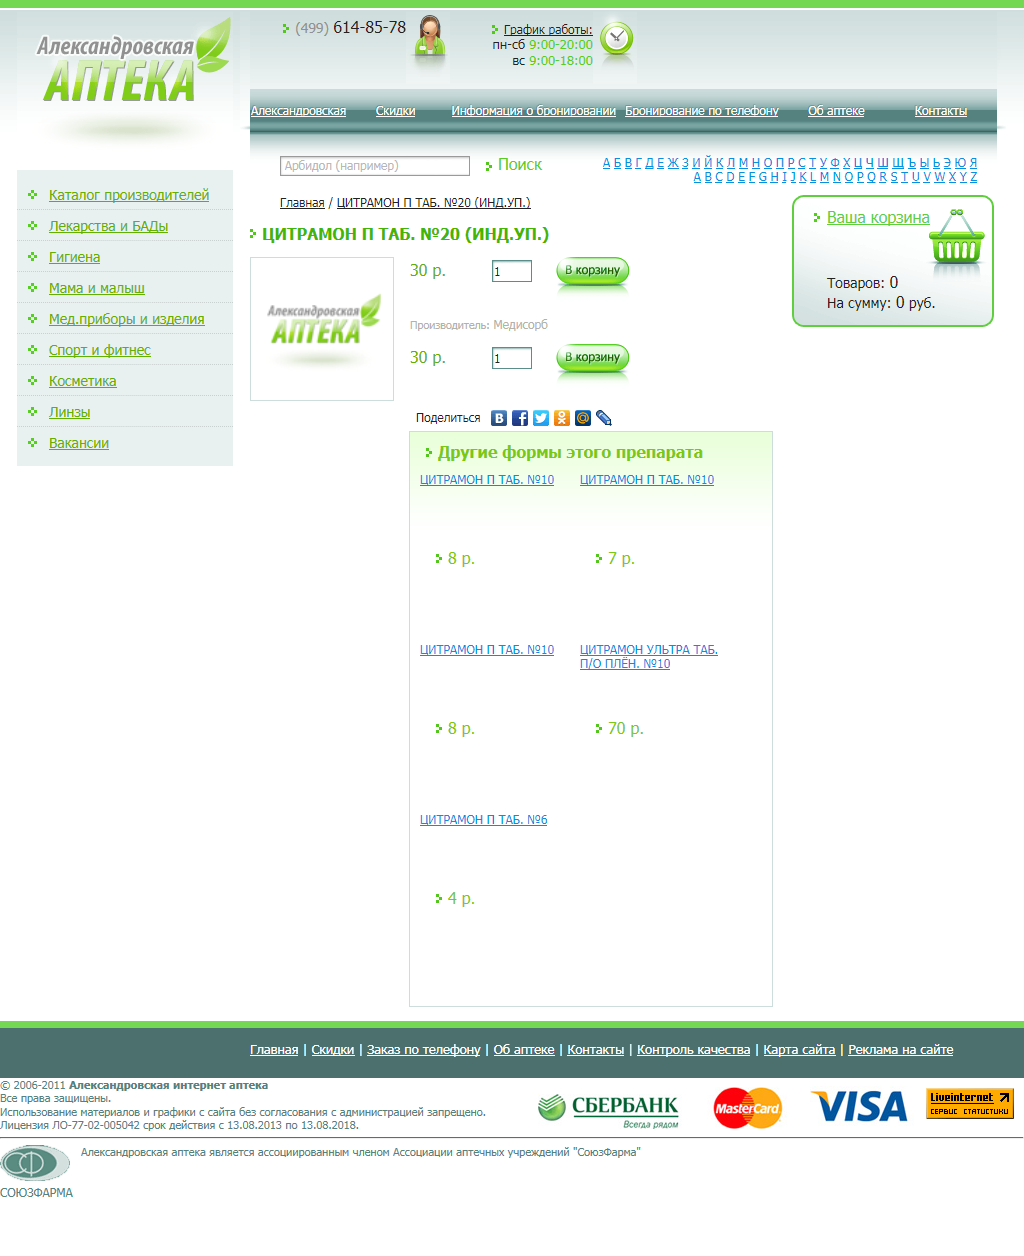 Александровская
АПТЕКА
(499) 614-85-78
График работы:
пн-сб 9:00-20:00
вс 9:00-18:00
Александровская Скидки Информация о бронировании Бронирование по телефону Об аптеке Контакты
Арбидол (например) Поиск
А Б В Г Д Е Ж З И Й К Л М Н О П Р С Т У Ф Х Ц Ч Ш Щ Ъ Ы Ь Э Ю Я
A B C D E F G H I J K L M N O P Q R S T U V W X Y Z
Каталог производителей
Лекарства и БАДы
Гигиена
Мама и малыш
Мед.приборы и изделия
Спорт и фитнес
Косметика
Линзы
Вакансии
Главная / ЦИТРАМОН П ТАБ. №20 (ИНД.УП.)
ЦИТРАМОН П ТАБ. №20 (ИНД.УП.)
Александровская
АПТЕКА
30 р. 1 В корзину
Производитель: Медисорб
30 р. 1 В корзину
Поделиться
Ваша корзина
Товаров: 0
На сумму: 0 руб.
Другие формы этого препарата
ЦИТРАМОН П ТАБ. №10 ЦИТРАМОН П ТАБ. №10
8 р. 7 р.
ЦИТРАМОН П ТАБ. №10 ЦИТРАМОН УЛЬТРА ТАБ.
П/О ПЛЁН. №10
8 р. 70 р.
ЦИТРАМОН П ТАБ. №6
4 р.
Главная | Скидки | Заказ по телефону | Об аптеке | Контакты | Контроль качества | Карта сайта | Реклама на сайте
© 2006-2011 Александровская интернет аптека
Все права защищены.
Использование материалов и графики с сайта без согласования с администрацией запрещено.
Лицензия ЛО-77-02-005042 срок действия с 13.08.2013 по 13.08.2018.
СБЕРБАНК
Всегда рядом
MasterCard
VISA
Liveinternet
СЕРВИС СТАТИСТИКИ
Александровская аптека является ассоциированным членом Ассоциации аптечных учреждений "СоюзФарма"
СОЮЗФАРМА